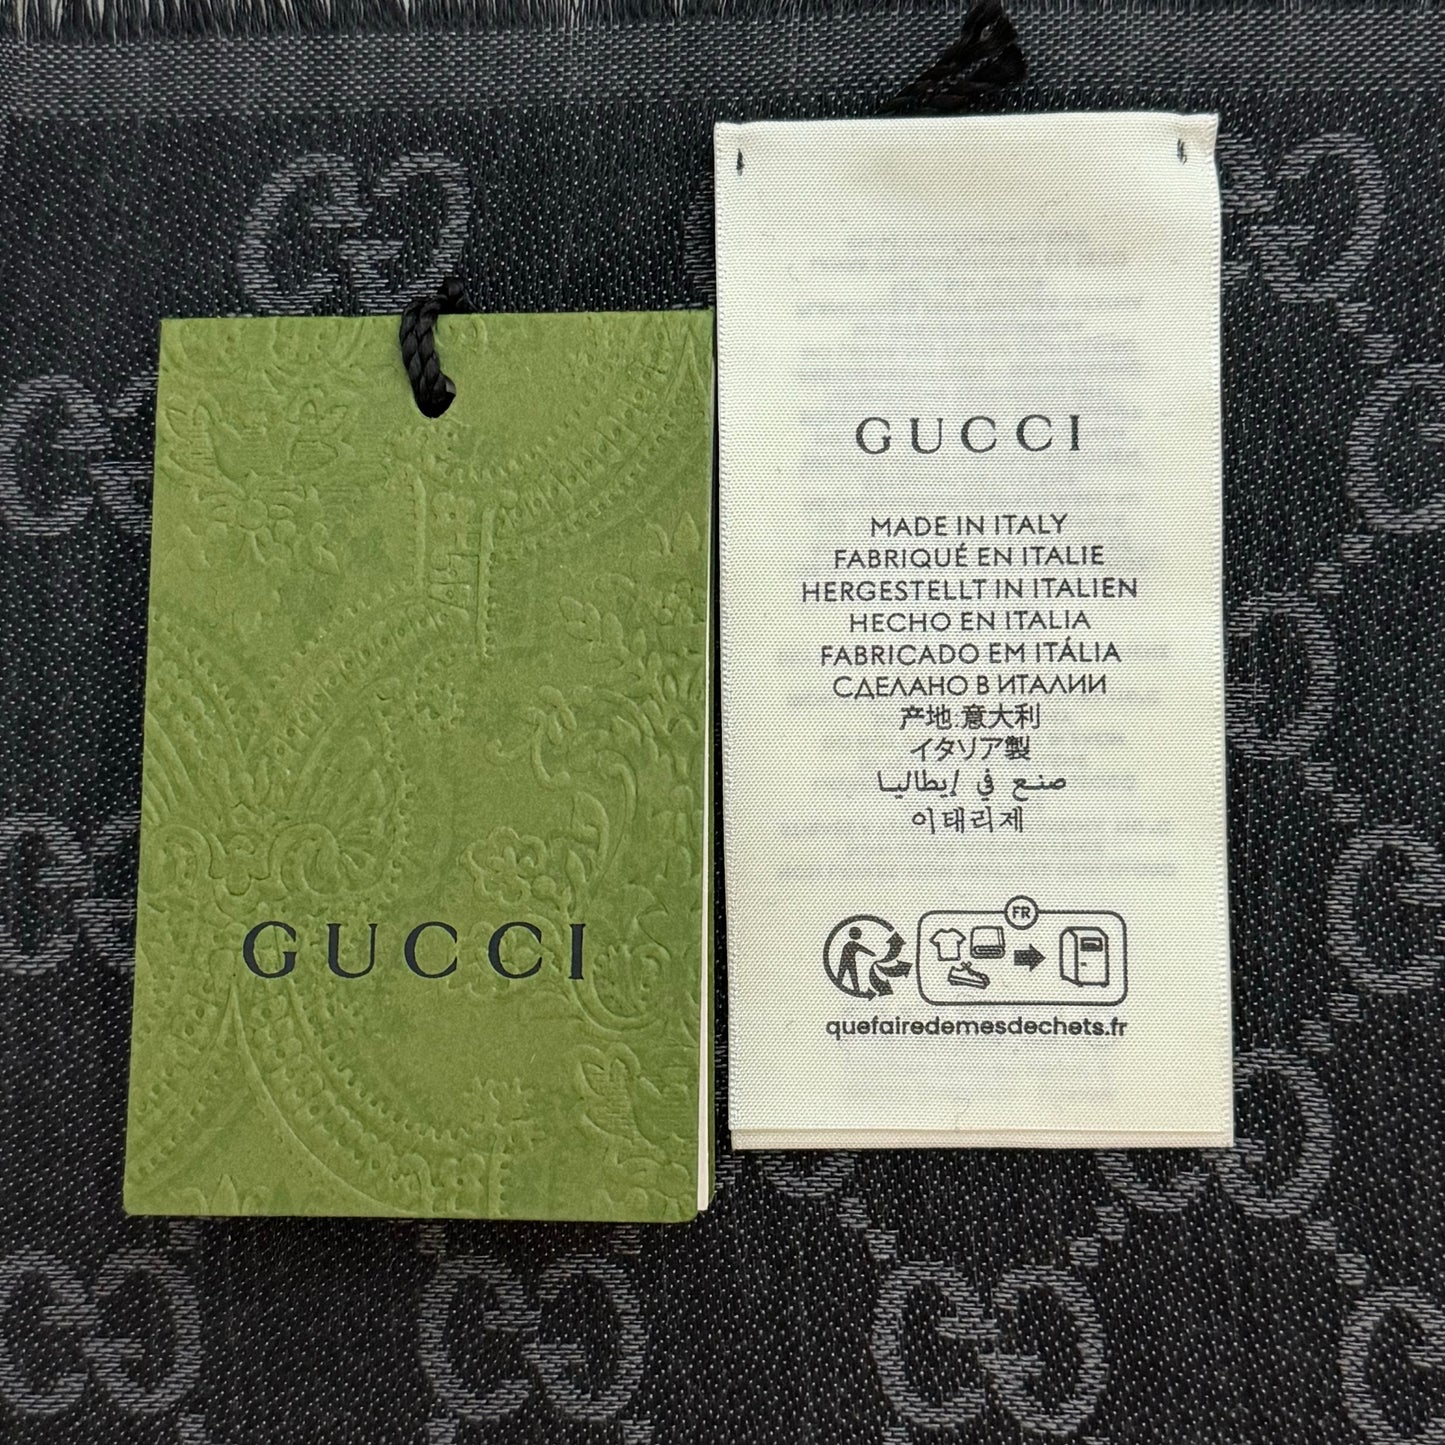 GUCCI
GUCCI
MADE IN ITALY
FABRIQUÉ EN ITALIE
HERGESTELLT IN ITALIEN
HECHO EN ITALIA
FABRICADO EM ITÁLIA
СДЕЛАНО В ИТАЛИИ
产地:意大利
イタリア製
صنع في إيطاليا
이태리제
FR
quefairedemesdechets.fr